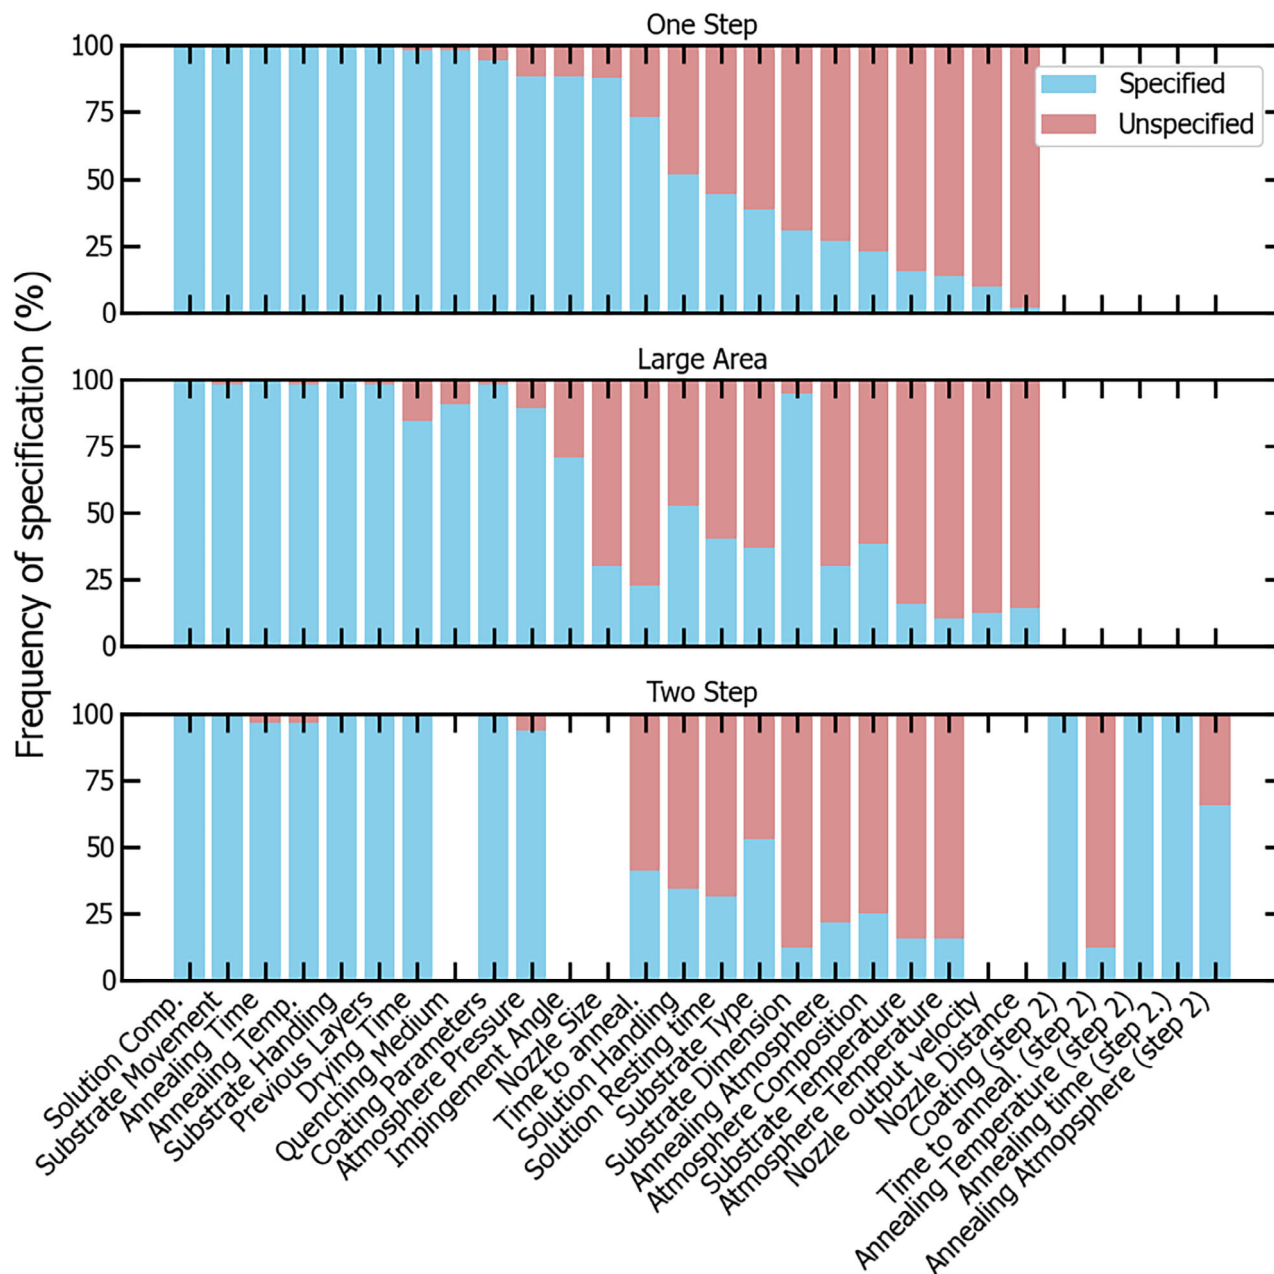 One Step
100
75
50
25
0
Specified
Unspecified
Large Area
100
75
50
25
0
Two Step
100
75
50
25
0
Frequency of specification (%)
Solution Comp.
Substrate Movement
Annealing Time
Annealing Temp.
Substrate Handling
Previous Layers
Drying Time
Quenching Medium
Coating Parameters
Atmosphere Pressure
Impingement Angle
Nozzle Size
Time to anneal.
Solution Handling
Solution Resting time
Substrate Type
Substrate Dimension
Annealing Atmosphere
Atmosphere Composition
Substrate Temperature
Atmosphere Temperature
Nozzle output velocity
Nozzle Distance
Coating (step 2)
Time to anneal. (step 2)
Annealing Temperature (step 2)
Annealing time (step 2.)
Annealing Atmopsphere (step 2)